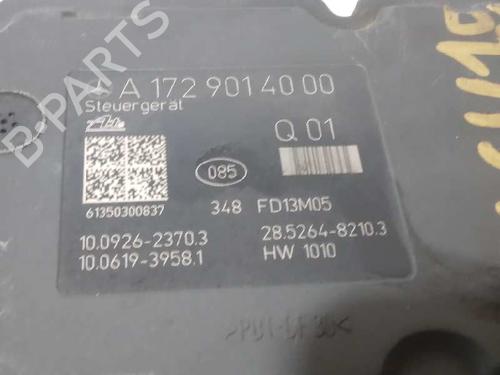 A 172 901 40 00
Steuergerät
Q 01
085
61350300837
348 FD13M05
10.0926-2370.3
28.5264-8210.3
10.0619-3958.1
HW 1010
B-Parts